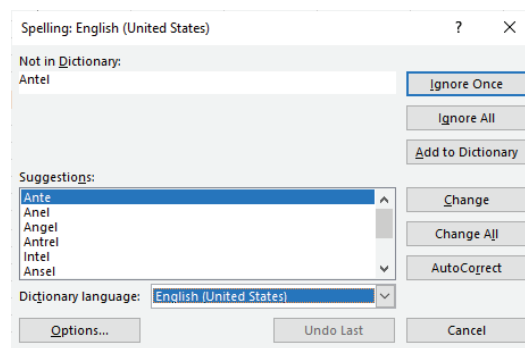 Spelling: English (United States)
Not in Dictionary:
Antel
Ignore Once
Ignore All
Add to Dictionary
Suggestions:
Ante
Anel
Angel
Antrel
Intel
Ansel
Change
Change All
AutoCorrect
Dictionary language: English (United States)
Options... Undo Last Cancel